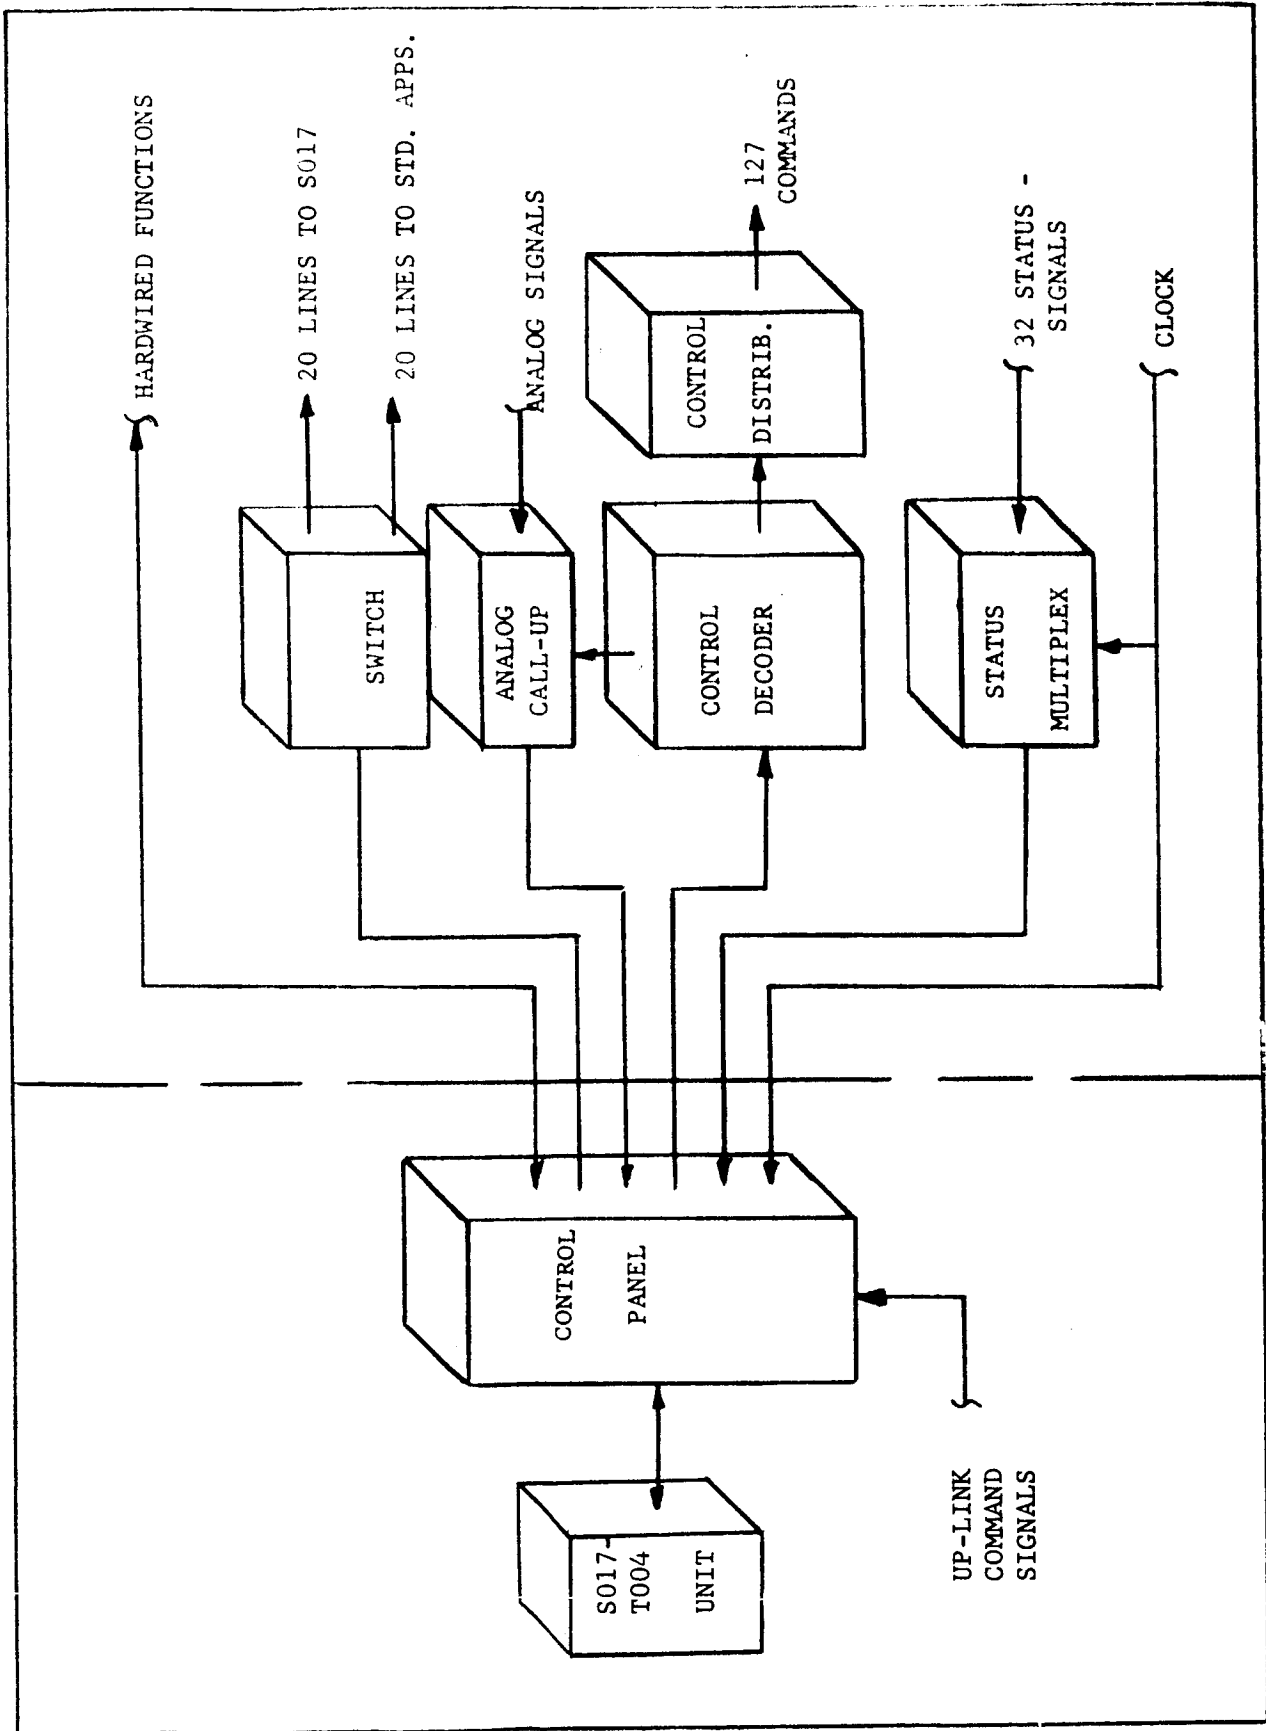 HARDWIRED FUNCTIONS
20 LINES TO S017
20 LINES TO STD. APPS.
SWITCH
ANALOG SIGNALS
ANALOG
CALL-UP
CONTROL
DECODER
CONTROL
DISTRIB.
127
COMMANDS
32 STATUS -
SIGNALS
STATUS
MULTIPLEX
CLOCK
CONTROL
PANEL
S017-
T004
UNIT
UP-LINK
COMMAND
SIGNALS